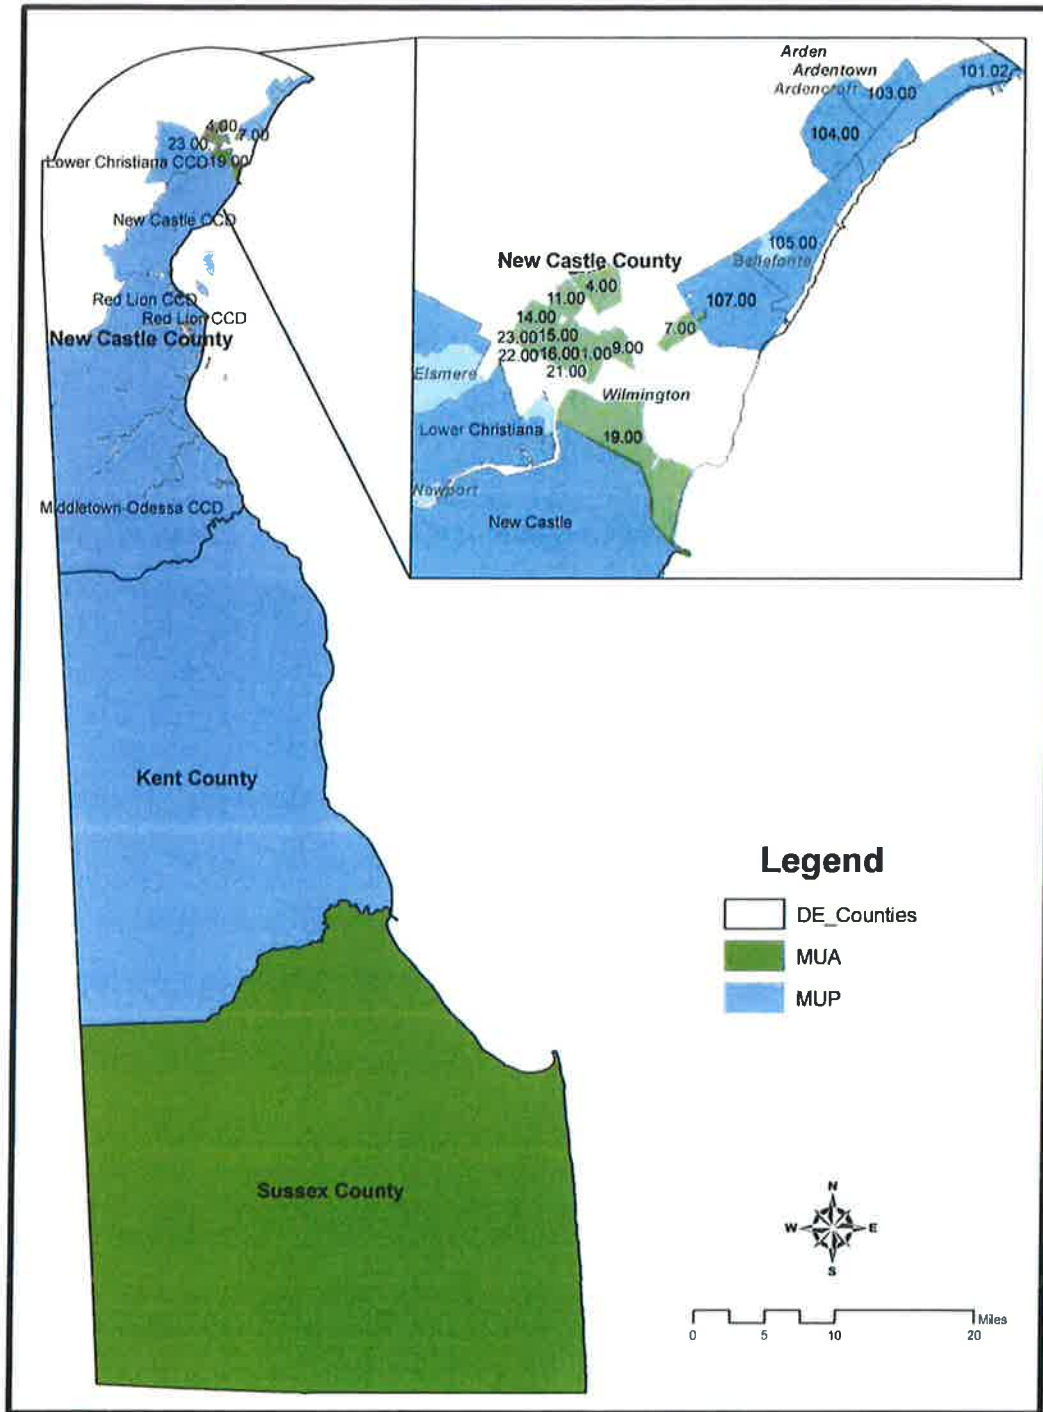 4.00
7.00
23.00
Lower Christiana CCD
19.00
New Castle CCD
Red Lion CCD
Red Lion CCD
New Castle County
Middletown-Odessa CCD
Kent County
Sussex County
Arden
Ardentown
Ardencroft
101.02
103.00
104.00
105.00
Bellefonte
107.00
New Castle County
4.00
11.00
14.00
7.00
23.00
15.00
9.00
22.00
16.00
1.00
21.00
Elsmere
Wilmington
Lower Christiana
19.00
Newport
New Castle
Legend
DE_Counties
MUA
MUP
N
W
E
S
Miles
0
5
10
20